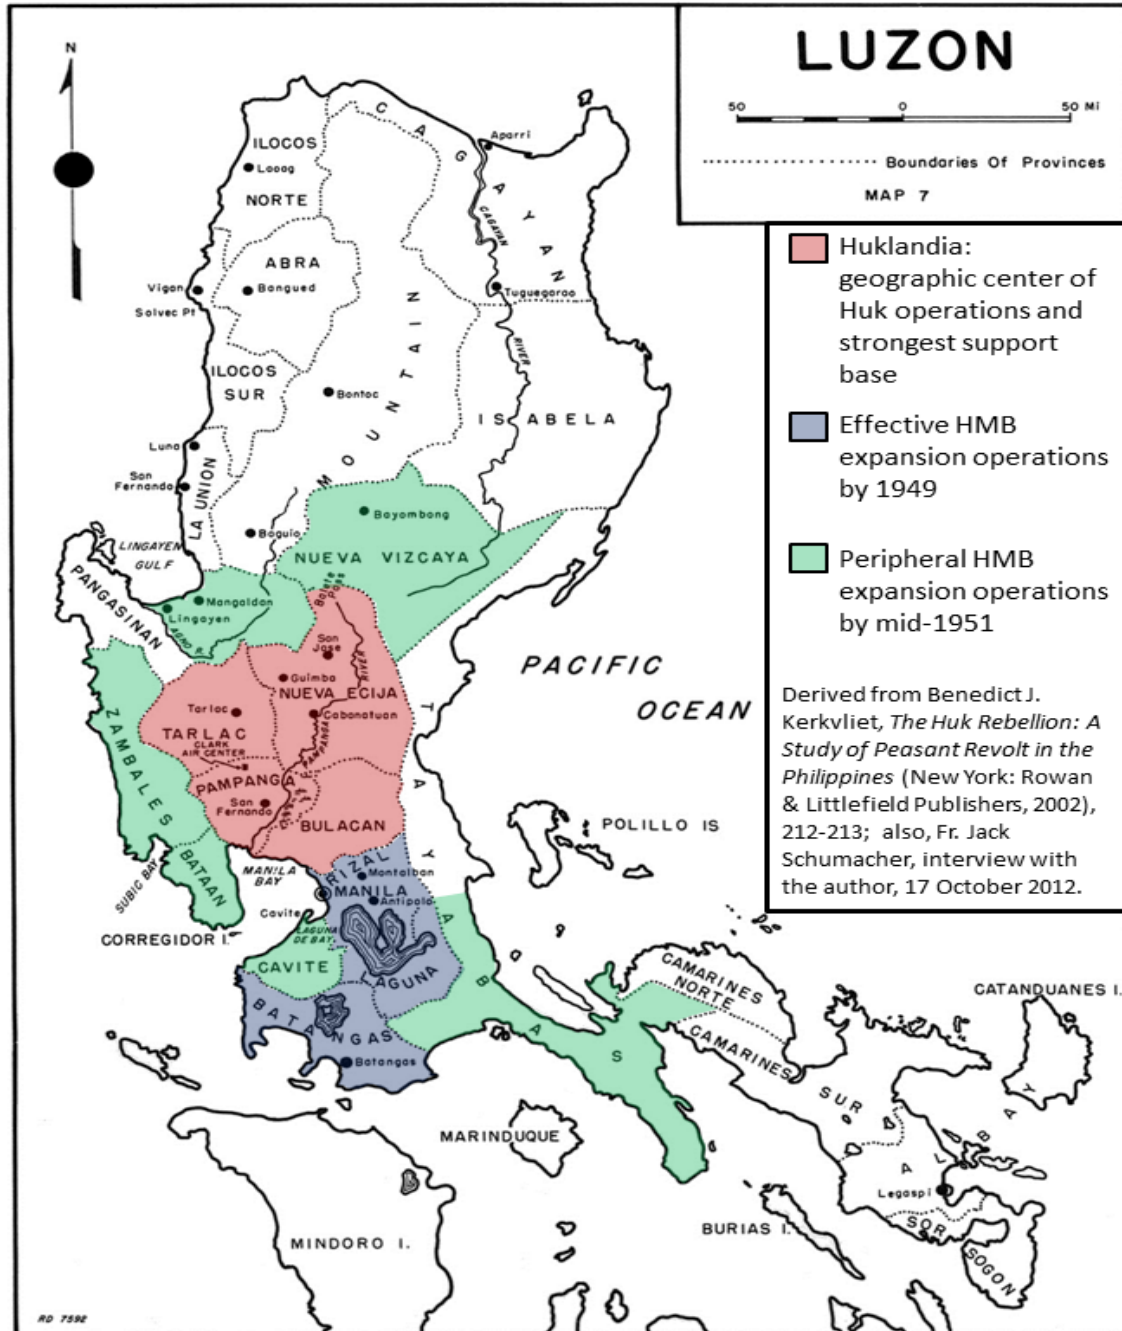 LUZON
50 0 50 Mi
Boundaries Of Provinces
MAP 7
Huklandia:
geographic center of
Huk operations and
strongest support
base
Effective HMB
expansion operations
by 1949
Peripheral HMB
expansion operations
by mid-1951
Derived from Benedict J.
Kerkvliet, The Huk Rebellion: A
Study of Peasant Revolt in the
Philippines (New York: Rowan
& Littlefield Publishers, 2002),
212-213; also, Fr. Jack
Schumacher, interview with
the author, 17 October 2012.
N
CAGAYAN
Aparri
ILOCOS
Laoag
NORTE
CAGAYAN
ABRA
Vigan
Bangued
Tuguegarao
Solvec Pt
RIVER
ILOCOS
SUR
Bontoc
MOUNTAIN
ISABELA
Luna
San
Fernando
LA UNION
Bayombong
Baguio
LINGAYEN
GULF
NUEVA VIZCAYA
PANGASINAN
Balete
Pass
Mangaldan
Lingayen
AGNO R.
San
Jose
RIVER
PACIFIC
OCEAN
Guimba
NUEVA ECIJA
Tarlac
Cabanatuan
TARLAC
CLARK
AIR CENTER
PAMPANGA
ZAMBALES
PAMPANGA
San
Fernando
BULACAN
TAYABAS
POLILLO IS
SUBIC BAY
BATAAN
MANILA
BAY
RIZAL
Montalban
MANILA
Antipolo
Cavite
LAGUNA
DE BAY
CORREGIDOR I.
CAVITE
LAGUNA
BATANGAS
Batangas
CAMARINES
NORTE
CATANDUANES I.
CAMARINES
SUR
MARINDUQUE
ALBAY
Legaspi
BURIAS I.
SOR
SOGON
MINDORO I.
RD 7592